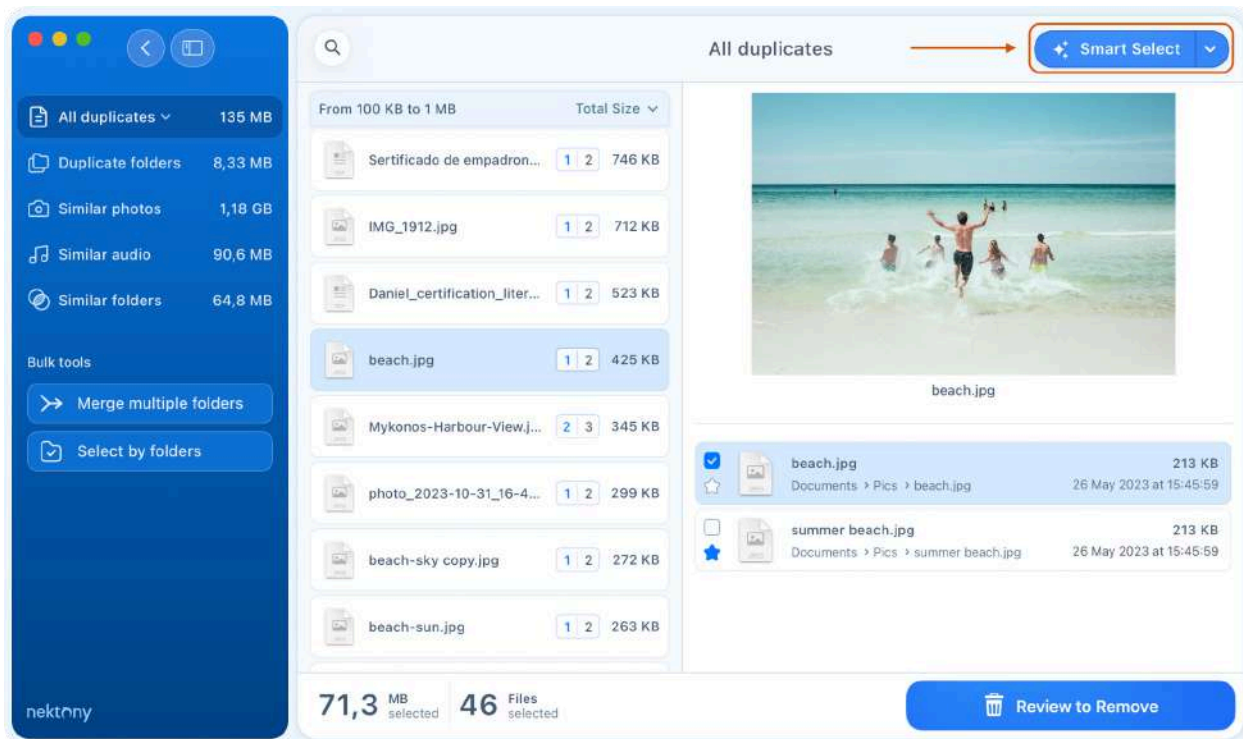 All duplicates 135 MB
Duplicate folders 8,33 MB
Similar photos 1,18 GB
Similar audio 90,6 MB
Similar folders 64,8 MB
Bulk tools
Merge multiple folders
Select by folders
nektony
All duplicates
Smart Select
From 100 KB to 1 MB Total Size
Sertificado de empadron... 1 2 746 KB
IMG_1912.jpg 1 2 712 KB
Daniel_certification_liter... 1 2 523 KB
beach.jpg 1 2 425 KB
Mykonos-Harbour-View.j... 2 3 345 KB
photo_2023-10-31_16-4... 1 2 299 KB
beach-sky copy.jpg 1 2 272 KB
beach-sun.jpg 1 2 263 KB
beach.jpg
beach.jpg 213 KB
Documents › Pics › beach.jpg 26 May 2023 at 15:45:59
summer beach.jpg 213 KB
Documents › Pics › summer beach.jpg 26 May 2023 at 15:45:59
71,3 MB selected 46 Files selected
Review to Remove